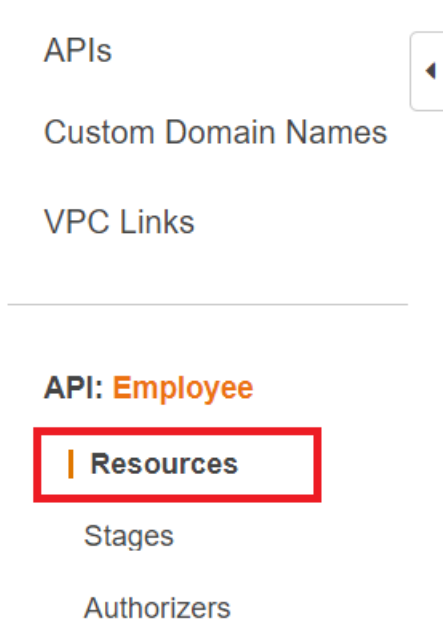 APIs
Custom Domain Names
VPC Links
API: Employee
Resources
Stages
Authorizers